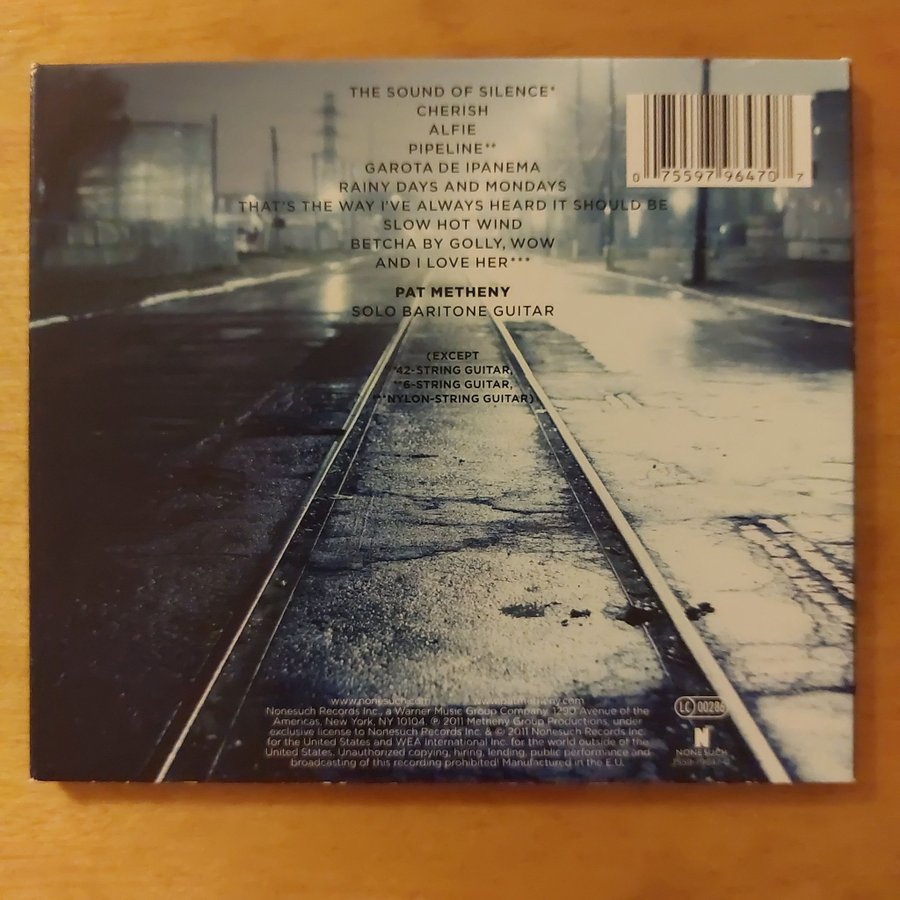 THE SOUND OF SILENCE*
CHERISH
ALFIE
PIPELINE**
GAROTA DE IPANEMA
RAINY DAYS AND MONDAYS
THAT'S THE WAY I'VE ALWAYS HEARD IT SHOULD BE
SLOW HOT WIND
BETCHA BY GOLLY, WOW
AND I LOVE HER***
PAT METHENY
SOLO BARITONE GUITAR
(EXCEPT
*42-STRING GUITAR,
**6-STRING GUITAR,
***NYLON-STRING GUITAR)
0 75597 96470 7
www.nonesuch.com
Nonesuch Records Inc., a Warner Music Group Company, 1290 Avenue of the
Americas, New York, NY 10104. ℗ 2011 Metheny Group Productions, under
exclusive license to Nonesuch Records Inc. & © 2011 Nonesuch Records Inc.
for the United States and WEA International Inc. for the world outside of the
United States. Unauthorized copying, hiring, lending, public performance and
broadcasting of this recording prohibited! Manufactured in the E.U.
LC 00286
N
NONESUCH